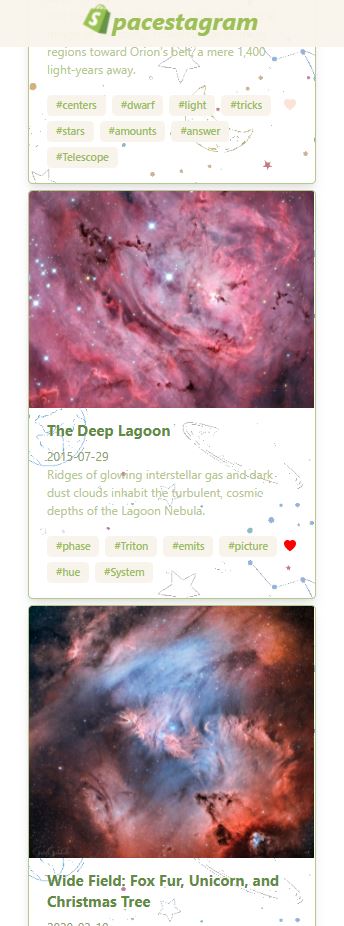 pacestagram
regions toward Orion's belt, a mere 1,400
light-years away.
#centers #dwarf #light #tricks
#stars #amounts #answer
#Telescope
The Deep Lagoon
2015-07-29
Ridges of glowing interstellar gas and dark
dust clouds inhabit the turbulent, cosmic
depths of the Lagoon Nebula.
#phase #Triton #emits #picture
#hue #System
Wide Field: Fox Fur, Unicorn, and
Christmas Tree